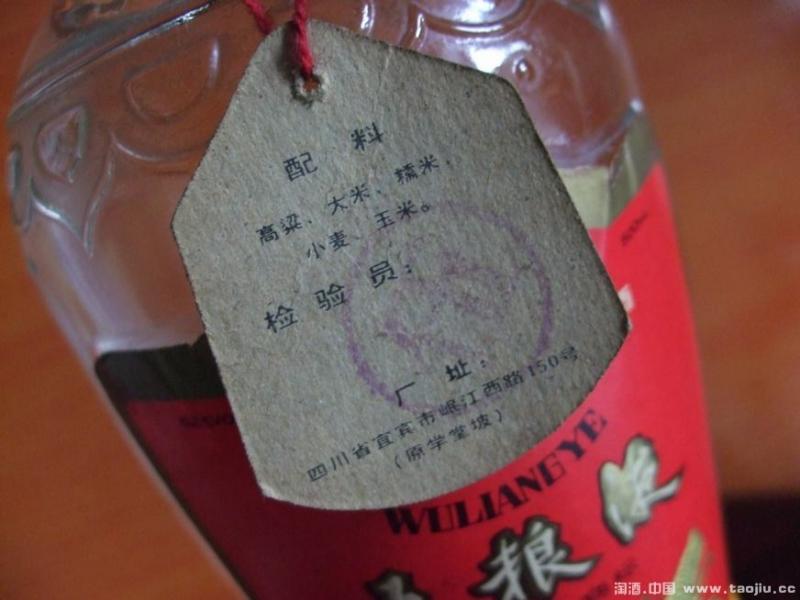 配料
高粱、大米、糯米、
小麦、玉米。
检验员：
厂址：
四川省宜宾市岷江西路150号
（原学堂坡）
WULIANGYE
粮液
淘酒.中国 www.taojiu.cc